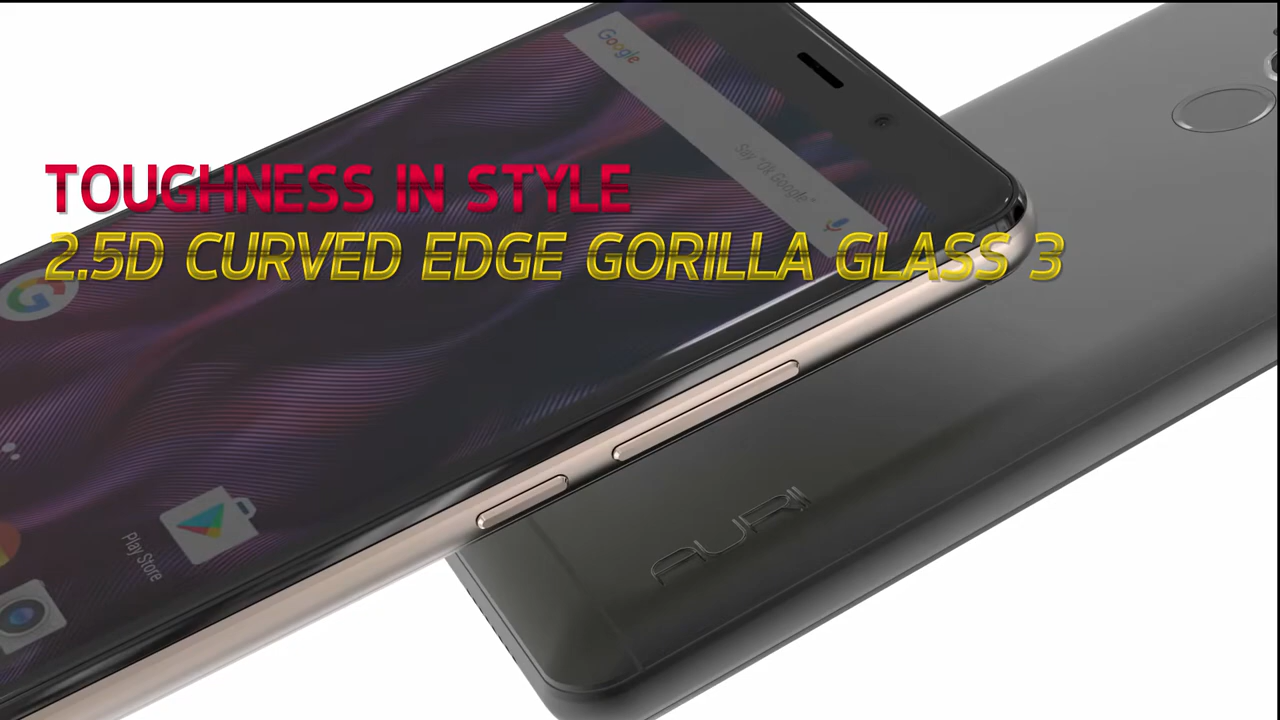 Google
Say "Ok Google"
TOUGHNESS IN STYLE
2.5D CURVED EDGE GORILLA GLASS 3
G
Play Store
AURII